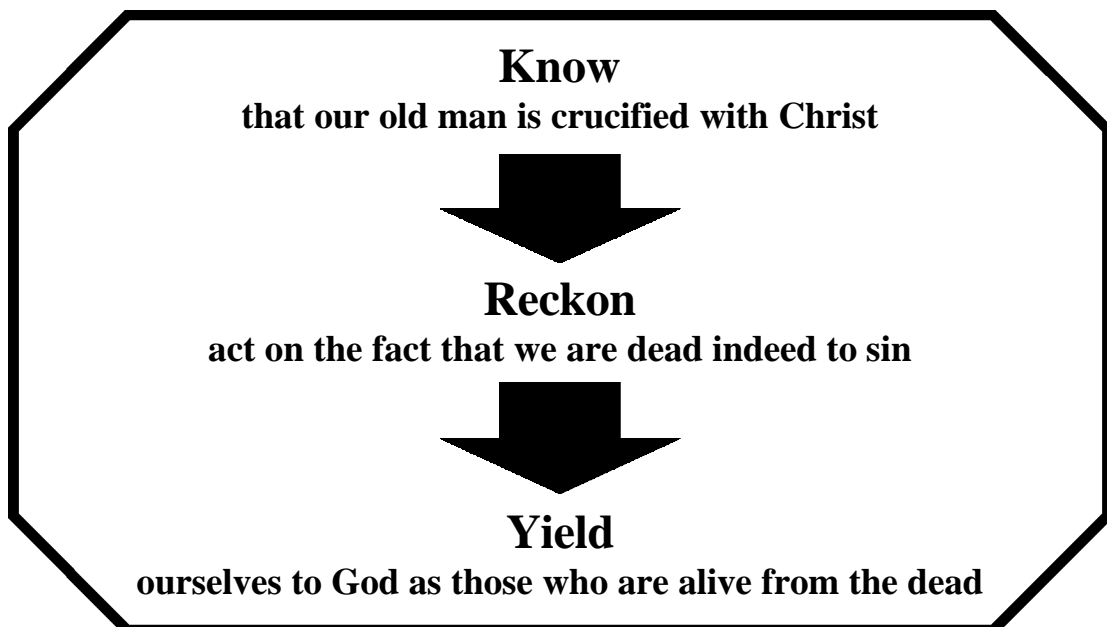 Know
that our old man is crucified with Christ
Reckon
act on the fact that we are dead indeed to sin
Yield
ourselves to God as those who are alive from the dead